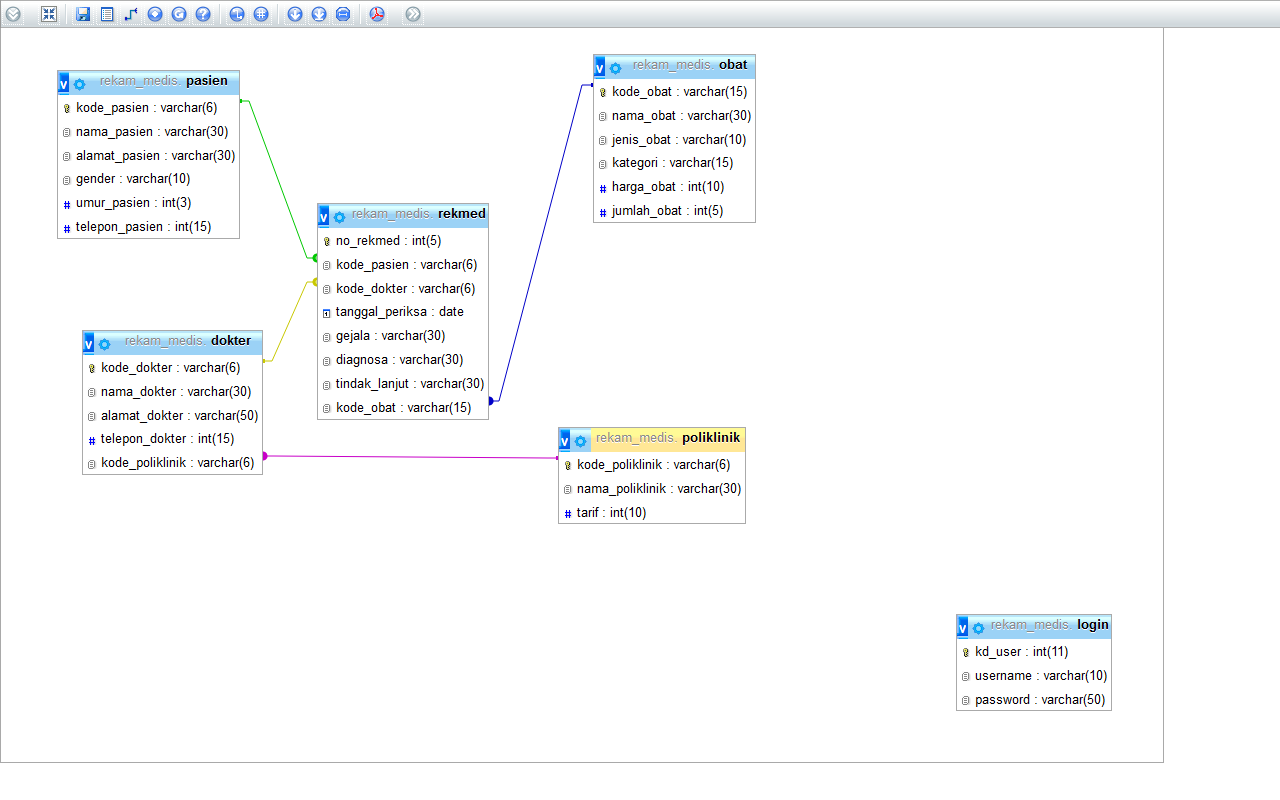 rekam_medis. pasien
kode_pasien : varchar(6)
nama_pasien : varchar(30)
alamat_pasien : varchar(30)
gender : varchar(10)
umur_pasien : int(3)
telepon_pasien : int(15)
rekam_medis. obat
kode_obat : varchar(15)
nama_obat : varchar(30)
jenis_obat : varchar(10)
kategori : varchar(15)
harga_obat : int(10)
jumlah_obat : int(5)
rekam_medis. rekmed
no_rekmed : int(5)
kode_pasien : varchar(6)
kode_dokter : varchar(6)
tanggal_periksa : date
gejala : varchar(30)
diagnosa : varchar(30)
tindak_lanjut : varchar(30)
kode_obat : varchar(15)
rekam_medis. dokter
kode_dokter : varchar(6)
nama_dokter : varchar(30)
alamat_dokter : varchar(50)
telepon_dokter : int(15)
kode_poliklinik : varchar(6)
rekam_medis. poliklinik
kode_poliklinik : varchar(6)
nama_poliklinik : varchar(30)
tarif : int(10)
rekam_medis. login
kd_user : int(11)
username : varchar(10)
password : varchar(50)